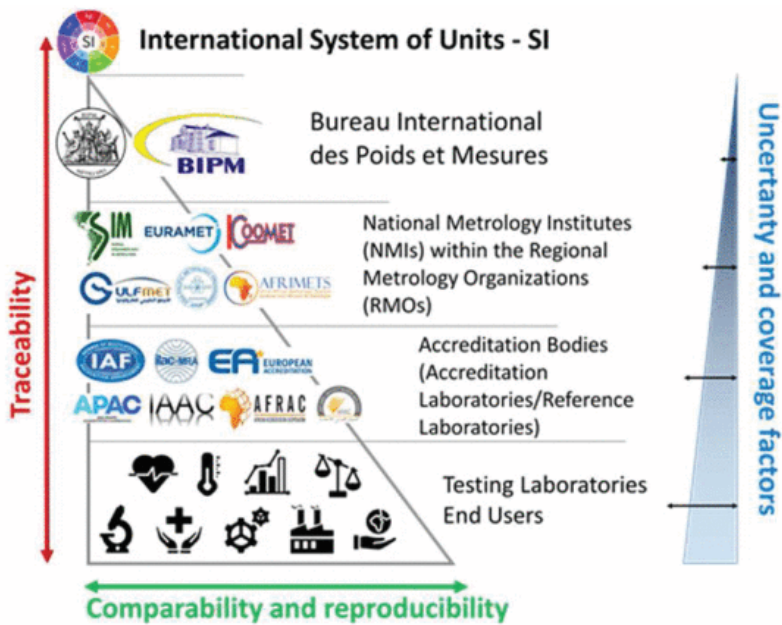 SI
International System of Units - SI
Bureau International
des Poids et Mesures
BIPM
SIM
EURAMET
COOMET
National Metrology Institutes
(NMIs) within the Regional
Metrology Organizations
(RMOs)
GULFMET
AFRIMETS
IAF
ilac-MRA
EA
EUROPEAN
ACCREDITATION
Accreditation Bodies
(Accreditation
Laboratories/Reference
Laboratories)
APAC
IAAC
AFRAC
Testing Laboratories
End Users
Traceability
Uncertanty and coverage factors
Comparability and reproducibility